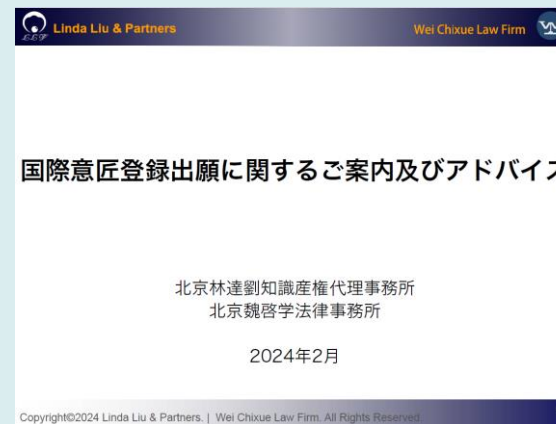 Linda Liu & Partners
Wei Chixue Law Firm
LLP
国際意匠登録出願に関するご案内及びアドバイス
北京林達劉知識産権代理事務所
北京魏啓学法律事務所
2024年2月
Copyright©2024 Linda Liu & Partners. | Wei Chixue Law Firm. All Rights Reserved.